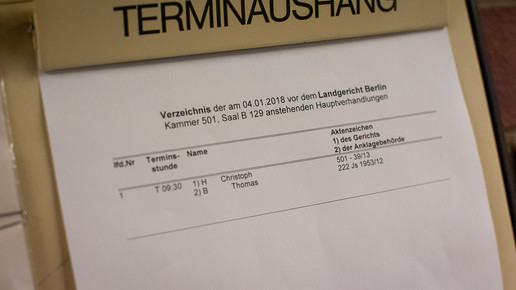 TERMINAUSHANG
Verzeichnis der am 04.01.2018 vor dem Landgericht Berlin
Kammer 501, Saal B 129 anstehenden Hauptverhandlungen
lfd.Nr Termins-stunde Name Aktenzeichen
1) des Gerichts
2) der Anklagebehörde
1 T 09:30 1) H Christoph 501 - 39/13
2) B Thomas 222 Js 1953/12